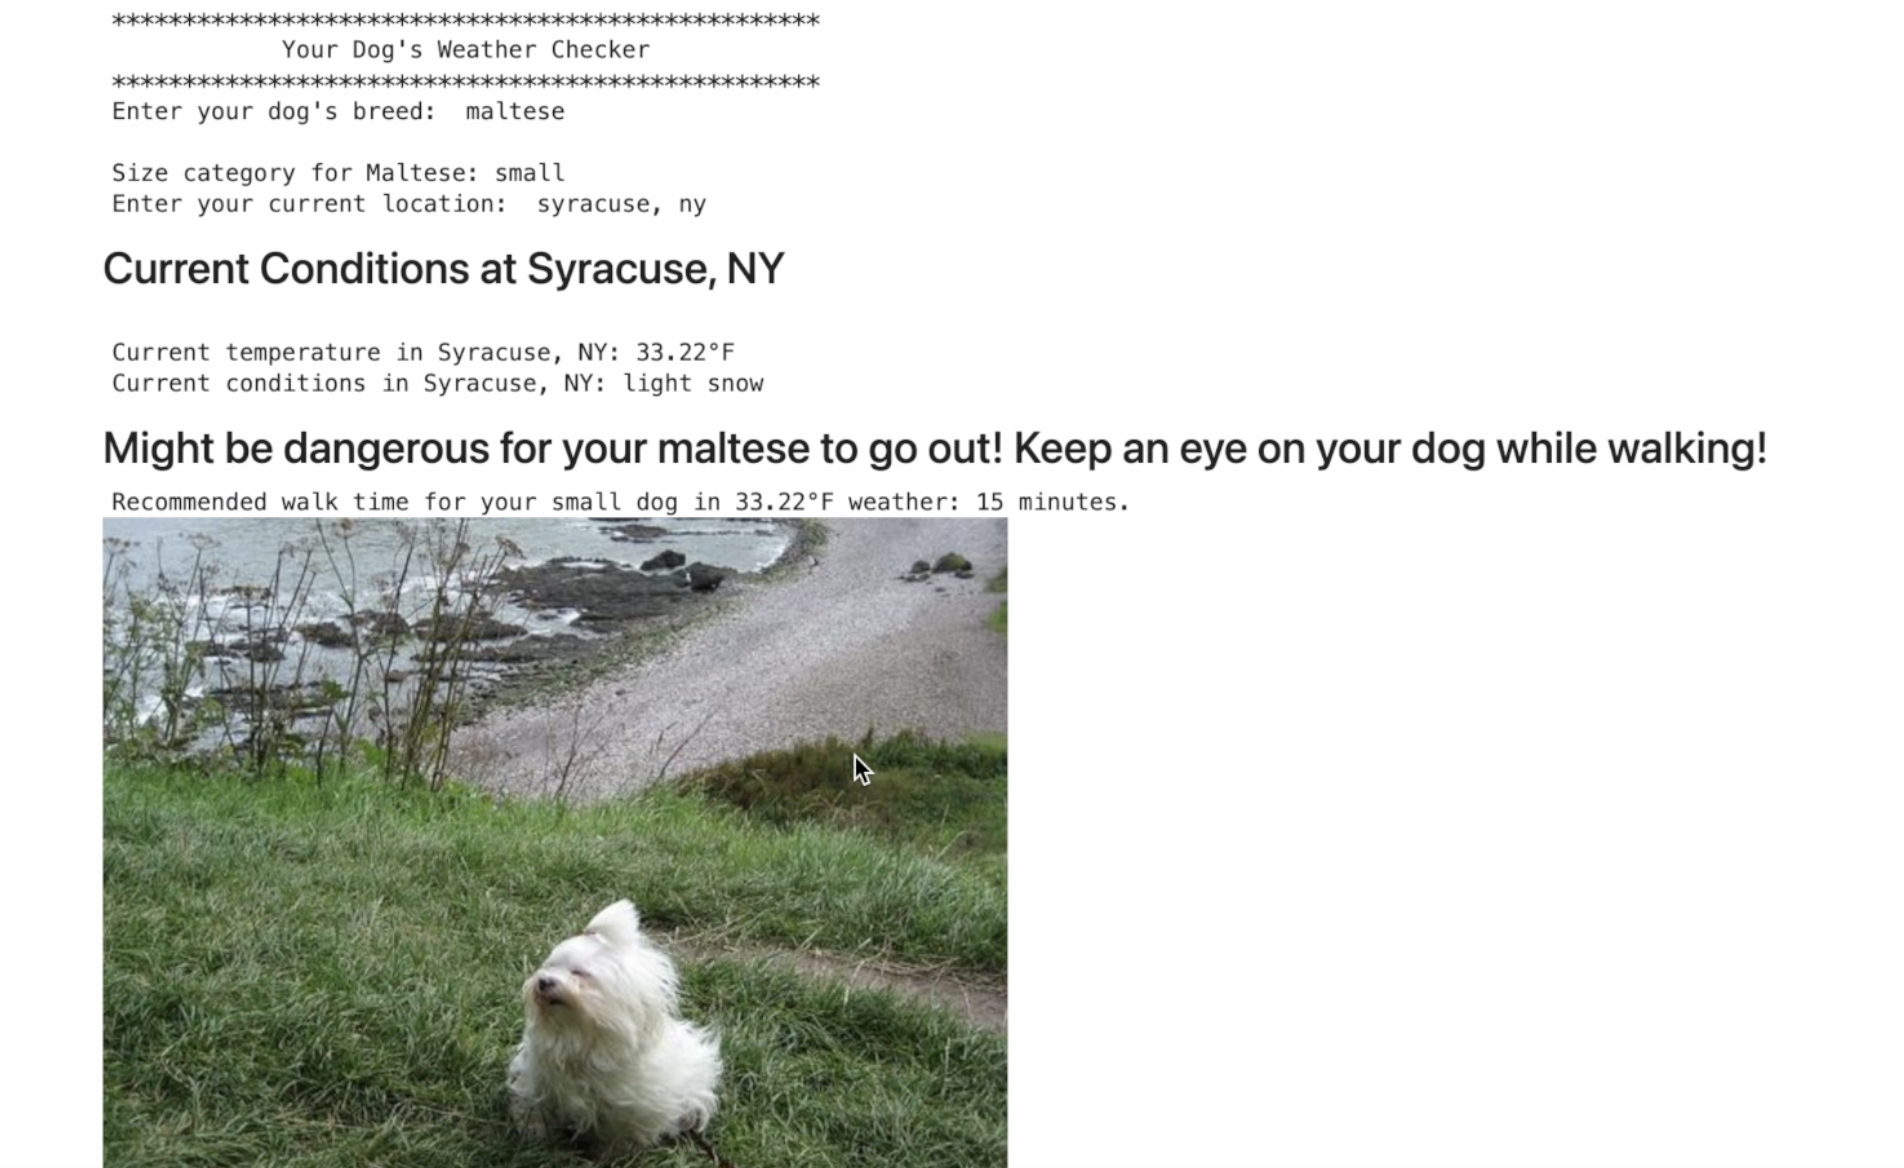 **************************************************
Your Dog's Weather Checker
**************************************************
Enter your dog's breed:  maltese
Size category for Maltese: small
Enter your current location:  syracuse, ny
Current Conditions at Syracuse, NY
Current temperature in Syracuse, NY: 33.22°F
Current conditions in Syracuse, NY: light snow
Might be dangerous for your maltese to go out! Keep an eye on your dog while walking!
Recommended walk time for your small dog in 33.22°F weather: 15 minutes.